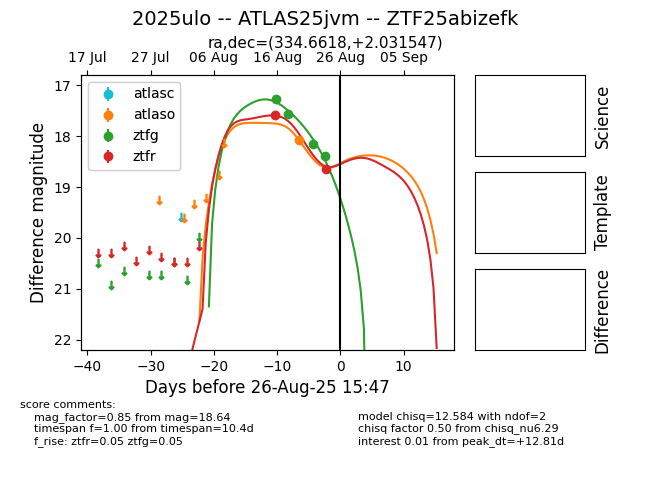 2025ulo -- ATLAS25jvm -- ZTF25abizefk
ra,dec=(334.6618,+2.031547)
17 Jul 27 Jul 06 Aug 16 Aug 26 Aug 05 Sep
atlasc
atlaso
ztfg
ztfr
17
18
19
20
21
22
Difference magnitude
−40 −30 −20 −10 0 10
Days before 26-Aug-25 15:47
Science
Template
Difference
score comments:
mag_factor=0.85 from mag=18.64
timespan f=1.00 from timespan=10.4d
f_rise: ztfr=0.05 ztfg=0.05
model chisq=12.584 with ndof=2
chisq factor 0.50 from chisq_nu6.29
interest 0.01 from peak_dt=+12.81d